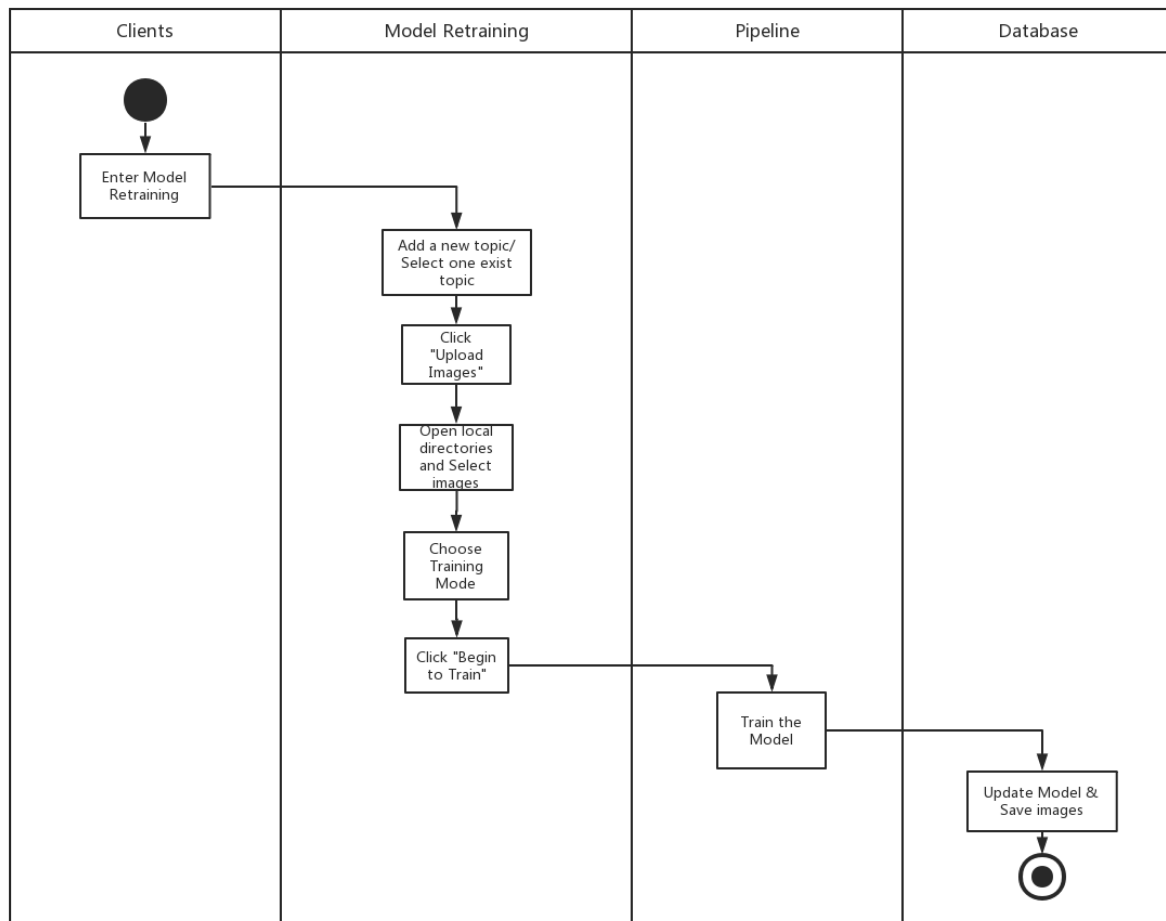 Clients
Model Retraining
Pipeline
Database
Enter Model
Retraining
Add a new topic/
Select one exist
topic
Click
"Upload
Images"
Open local
directories
and Select
images
Choose
Training
Mode
Click "Begin
to Train"
Train the
Model
Update Model &
Save images